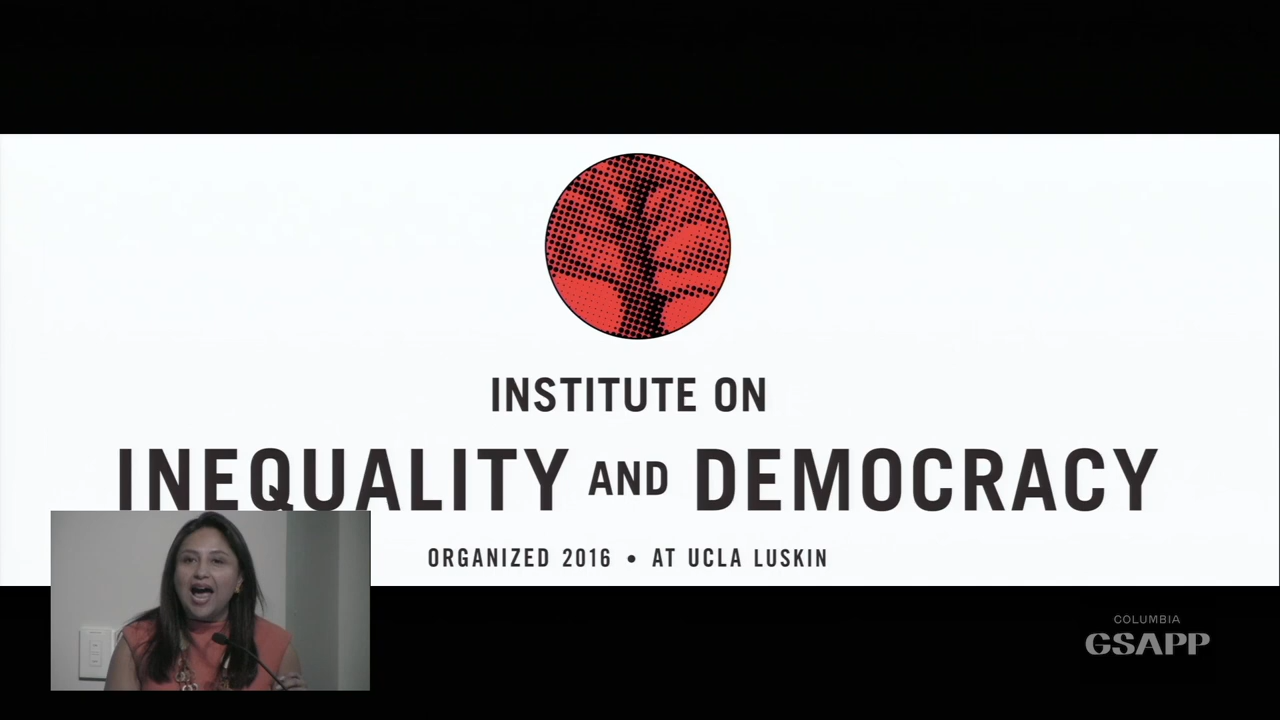 INSTITUTE ON
INEQUALITY AND DEMOCRACY
ORGANIZED 2016 • AT UCLA LUSKIN
COLUMBIA
GSAPP